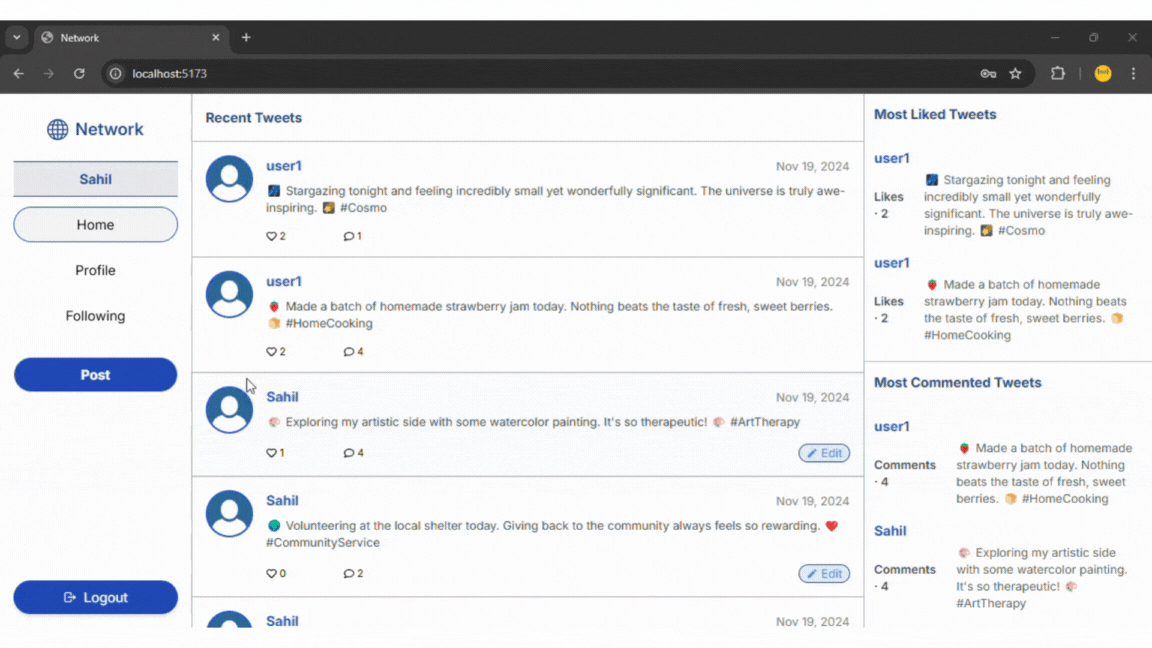 Network
localhost:5173
Network
Sahil
Home
Profile
Following
Post
Logout
Recent Tweets
user1
Nov 19, 2024
Stargazing tonight and feeling incredibly small yet wonderfully significant. The universe is truly awe-
inspiring. #Cosmo
2
1
user1
Nov 19, 2024
Made a batch of homemade strawberry jam today. Nothing beats the taste of fresh, sweet berries.
#HomeCooking
2
4
Sahil
Nov 19, 2024
Exploring my artistic side with some watercolor painting. It's so therapeutic! #ArtTherapy
1
4
Edit
Sahil
Nov 19, 2024
Volunteering at the local shelter today. Giving back to the community always feels so rewarding. ❤️
#CommunityService
0
2
Edit
Sahil
Nov 19, 2024
Most Liked Tweets
user1
Likes
· 2
Stargazing tonight and feeling
incredibly small yet wonderfully
significant. The universe is truly awe-
inspiring. #Cosmo
user1
Likes
· 2
Made a batch of homemade
strawberry jam today. Nothing beats
the taste of fresh, sweet berries.
#HomeCooking
Most Commented Tweets
user1
Comments
· 4
Made a batch of homemade
strawberry jam today. Nothing
beats the taste of fresh, sweet
berries. #HomeCooking
Sahil
Comments
· 4
Exploring my artistic side
with some watercolor painting.
It's so therapeutic!
#ArtTherapy